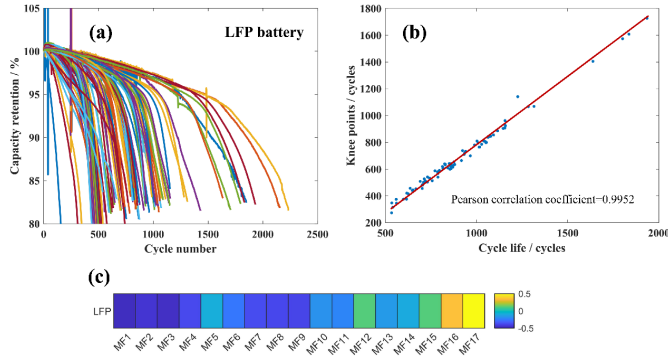 (a)
LFP battery
Capacity retention / %
105
100
95
90
85
80
0
500
1000
1500
2000
2500
Cycle number
(b)
Knee points / cycles
1800
1600
1400
1200
1000
800
600
400
200
Pearson correlation coefficient=0.9952
500
1000
1500
2000
Cycle life / cycles
(c)
LFP
MF1
MF2
MF3
MF4
MF5
MF6
MF7
MF8
MF9
MF10
MF11
MF12
MF13
MF14
MF15
MF16
MF17
0.5
0
-0.5